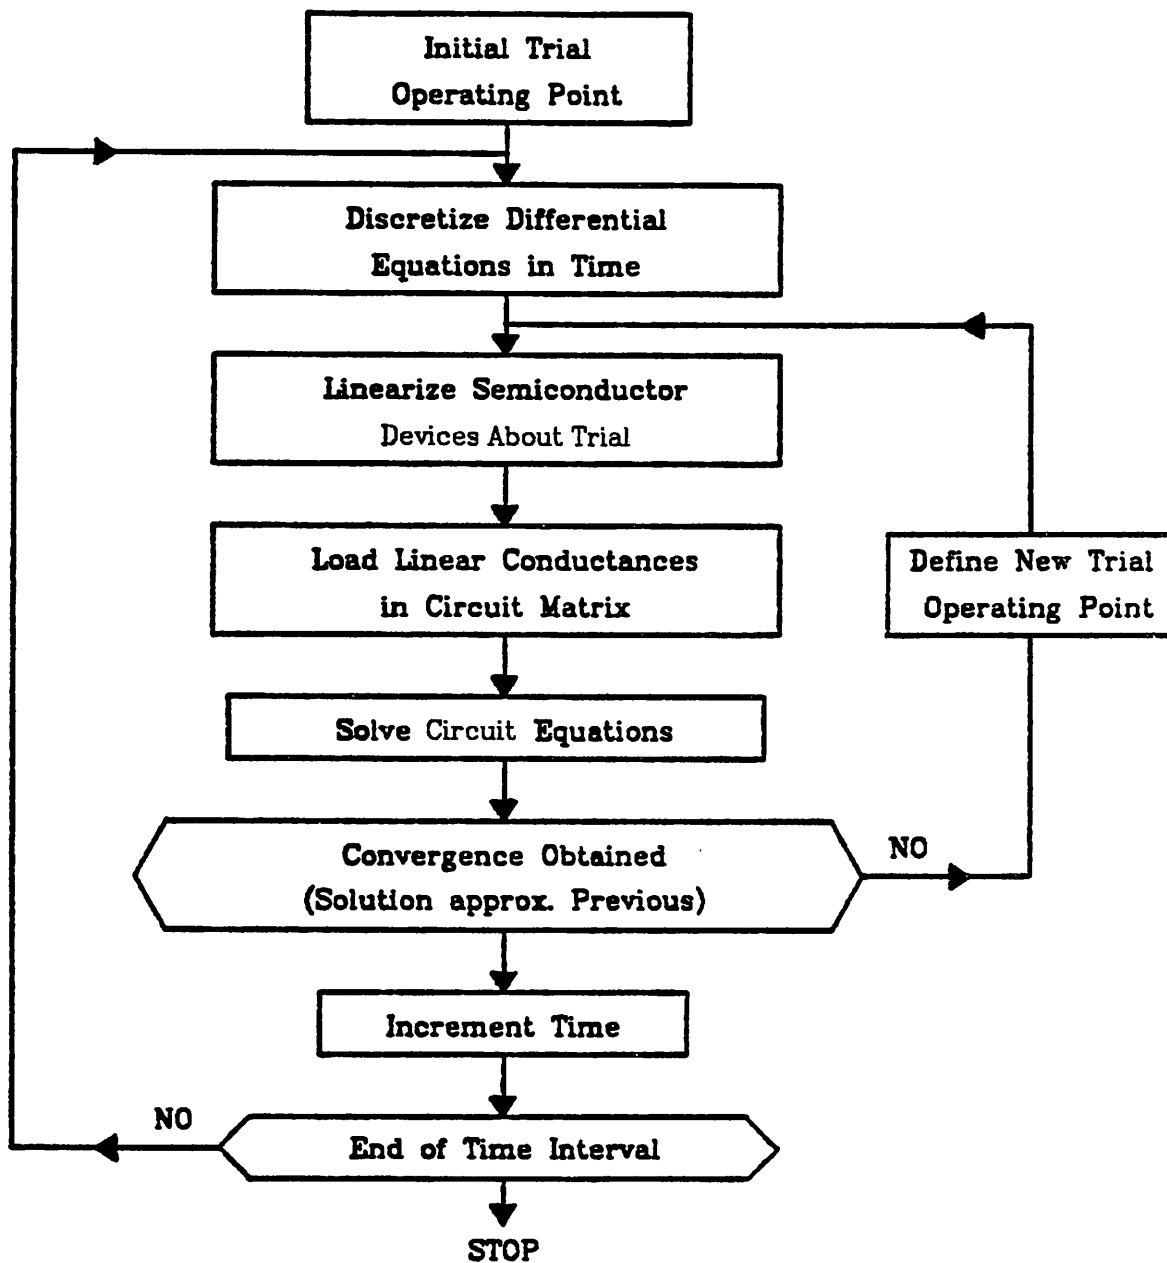 Initial Trial
Operating Point
Discretize Differential
Equations in Time
Linearize Semiconductor
Devices About Trial
Load Linear Conductances
in Circuit Matrix
Define New Trial
Operating Point
Solve Circuit Equations
Convergence Obtained
(Solution approx. Previous)
NO
Increment Time
NO
End of Time Interval
STOP